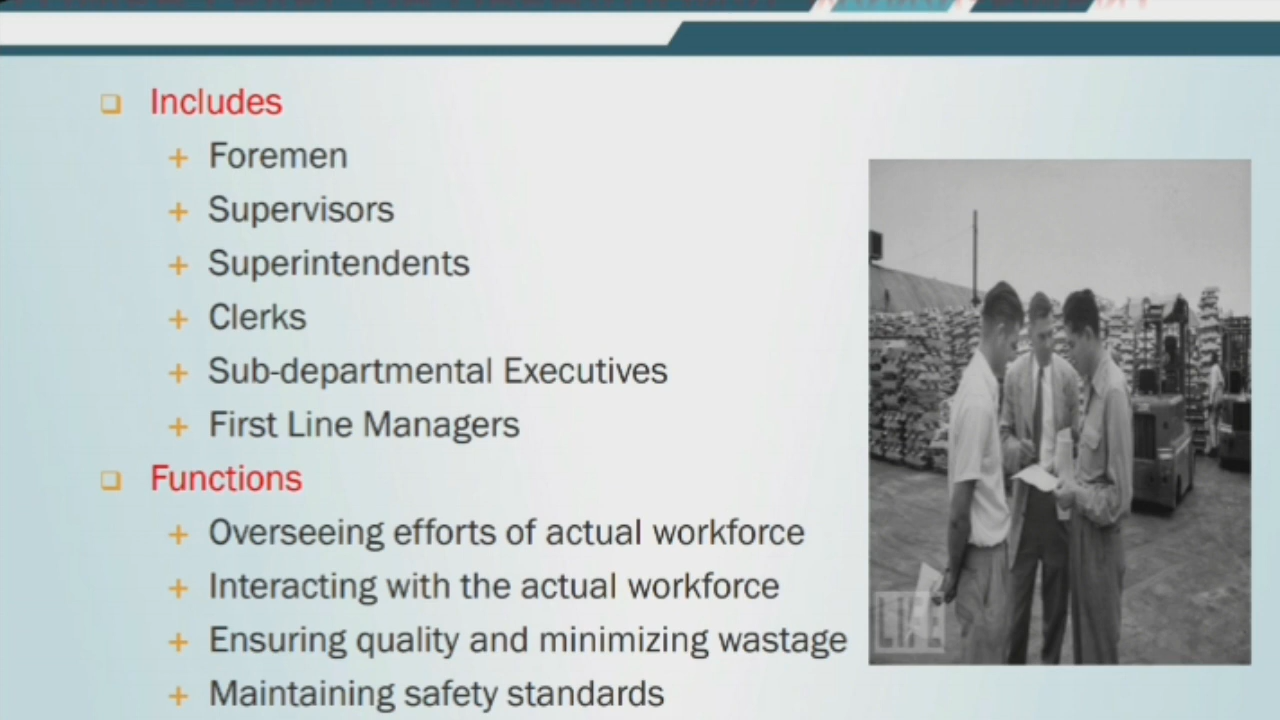 Includes
Foremen
Supervisors
Superintendents
Clerks
Sub-departmental Executives
First Line Managers
Functions
Overseeing efforts of actual workforce
Interacting with the actual workforce
Ensuring quality and minimizing wastage
Maintaining safety standards
LIFE